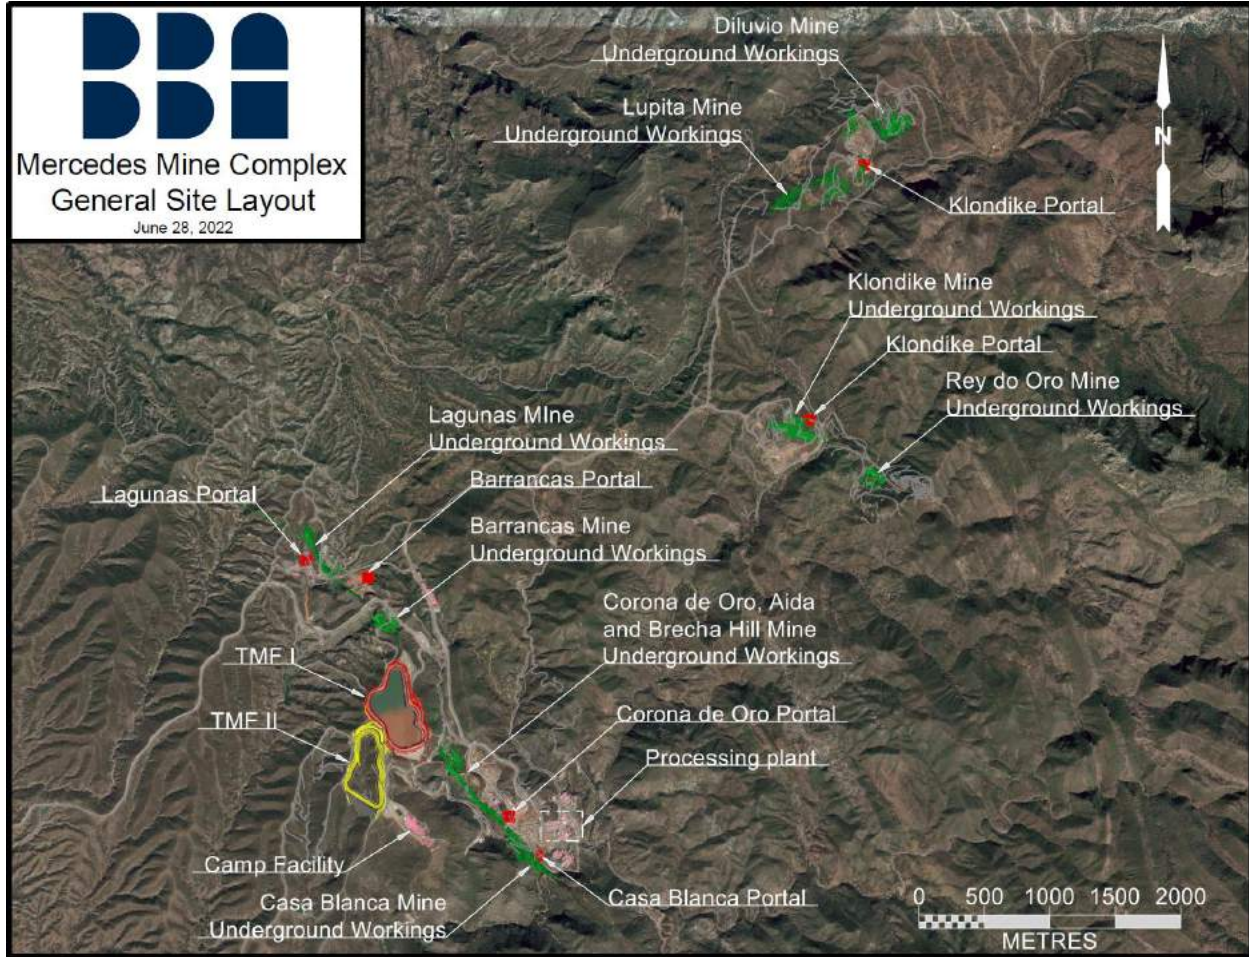 BBA
BBA
Mercedes Mine Complex
General Site Layout
June 28, 2022
Diluvio Mine
Underground Workings
Lupita Mine
Underground Workings
N
Klondike Portal
Klondike Mine
Underground Workings
Klondike Portal
Rey do Oro Mine
Underground Workings
Lagunas MIne
Underground Workings
Lagunas Portal
Barrancas Portal
Barrancas Mine
Underground Workings
Corona de Oro, Aida
and Brecha Hill Mine
Underground Workings
TMF I
TMF II
Corona de Oro Portal
Processing plant
Camp Facility
Casa Blanca Mine
Underground Workings
Casa Blanca Portal
0 500 1000 1500 2000
METRES